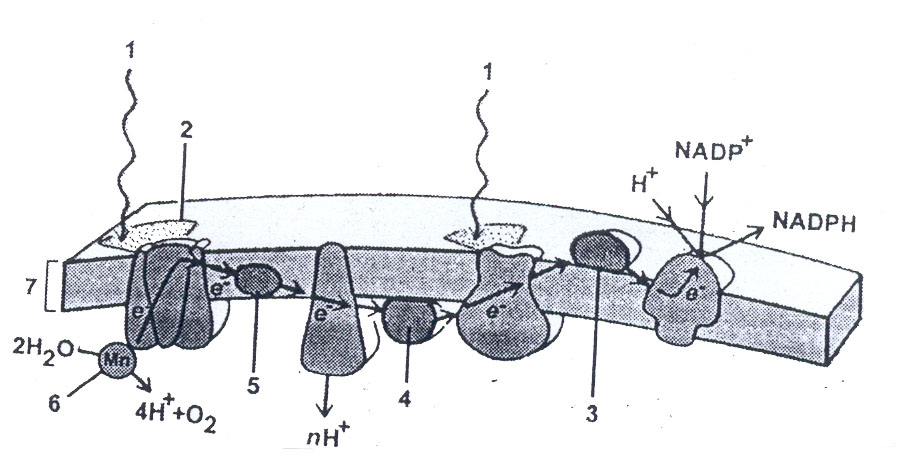 1
1
2
NADP+
H+
NADPH
7
e-
e-
e-
e-
e-
2H2O
Mn
6
4H+ + O2
5
nH+
4
3